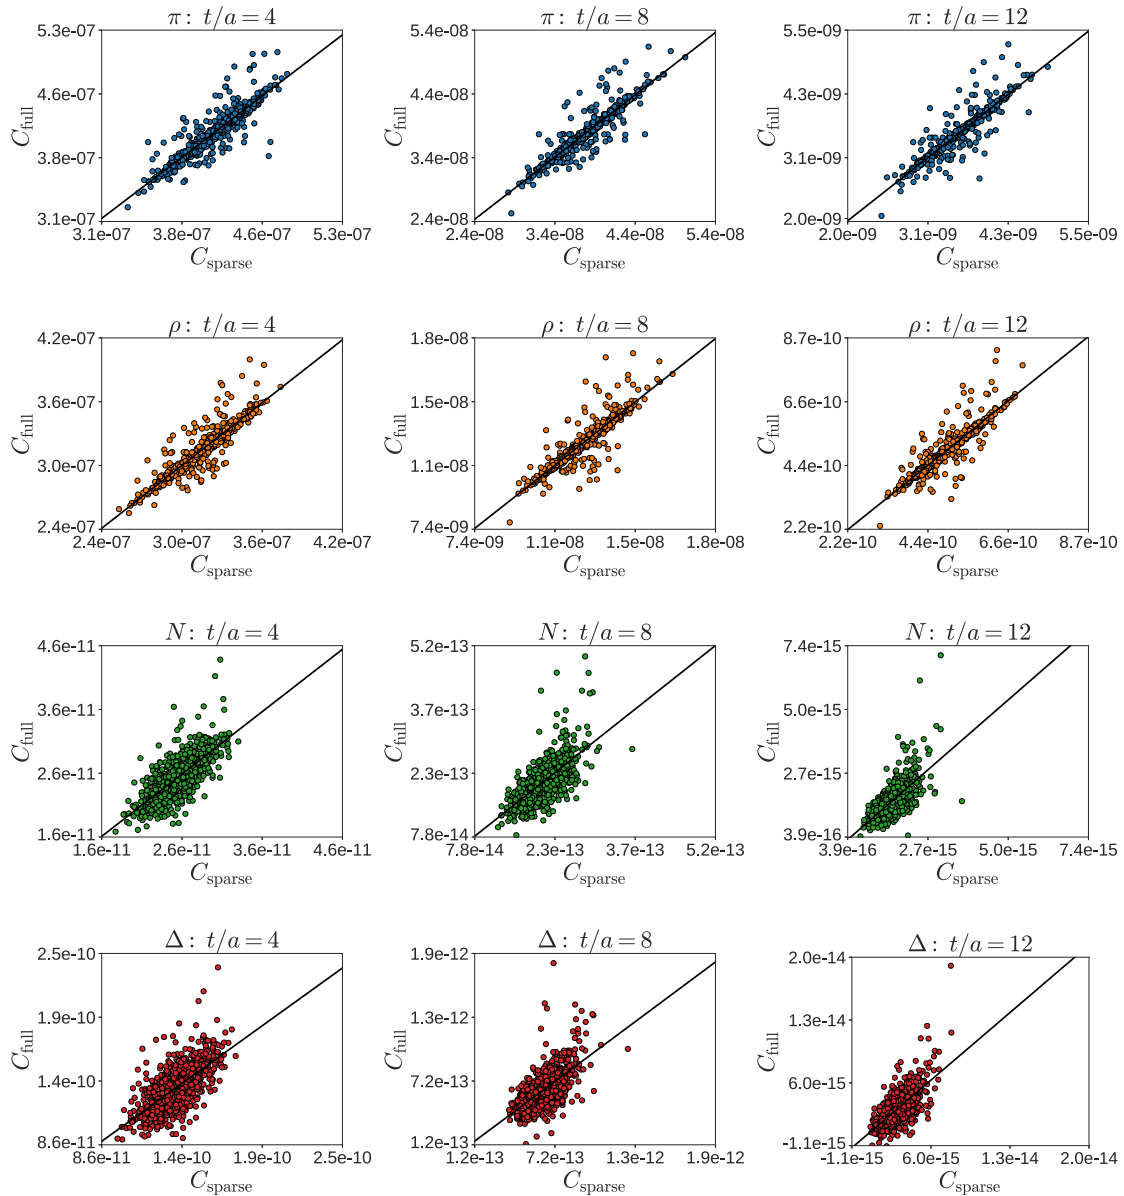 π: t/a = 4
π: t/a = 8
π: t/a = 12
5.3e-07
4.6e-07
3.8e-07
3.1e-07
C_full
3.1e-07 3.8e-07 4.6e-07 5.3e-07
C_sparse
5.4e-08
4.4e-08
3.4e-08
2.4e-08
C_full
2.4e-08 3.4e-08 4.4e-08 5.4e-08
C_sparse
5.5e-09
4.3e-09
3.1e-09
2.0e-09
C_full
2.0e-09 3.1e-09 4.3e-09 5.5e-09
C_sparse
ρ: t/a = 4
ρ: t/a = 8
ρ: t/a = 12
4.2e-07
3.6e-07
3.0e-07
2.4e-07
C_full
2.4e-07 3.0e-07 3.6e-07 4.2e-07
C_sparse
1.8e-08
1.5e-08
1.1e-08
7.4e-09
C_full
7.4e-09 1.1e-08 1.5e-08 1.8e-08
C_sparse
8.7e-10
6.6e-10
4.4e-10
2.2e-10
C_full
2.2e-10 4.4e-10 6.6e-10 8.7e-10
C_sparse
N: t/a = 4
N: t/a = 8
N: t/a = 12
4.6e-11
3.6e-11
2.6e-11
1.6e-11
C_full
1.6e-11 2.6e-11 3.6e-11 4.6e-11
C_sparse
5.2e-13
3.7e-13
2.3e-13
7.8e-14
C_full
7.8e-14 2.3e-13 3.7e-13 5.2e-13
C_sparse
7.4e-15
5.0e-15
2.7e-15
3.9e-16
C_full
3.9e-16 2.7e-15 5.0e-15 7.4e-15
C_sparse
Δ: t/a = 4
Δ: t/a = 8
Δ: t/a = 12
2.5e-10
1.9e-10
1.4e-10
8.6e-11
C_full
8.6e-11 1.4e-10 1.9e-10 2.5e-10
C_sparse
1.9e-12
1.3e-12
7.2e-13
1.2e-13
C_full
1.2e-13 7.2e-13 1.3e-12 1.9e-12
C_sparse
2.0e-14
1.3e-14
6.0e-15
-1.1e-15
C_full
-1.1e-15 6.0e-15 1.3e-14 2.0e-14
C_sparse